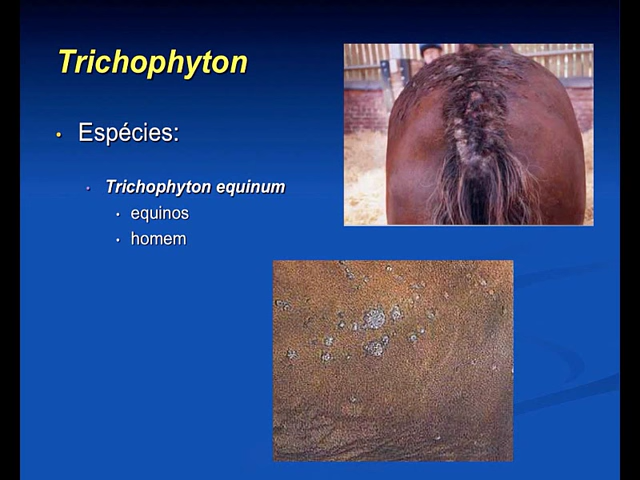 Trichophyton
• Espécies:
• Trichophyton equinum
• equinos
• homem